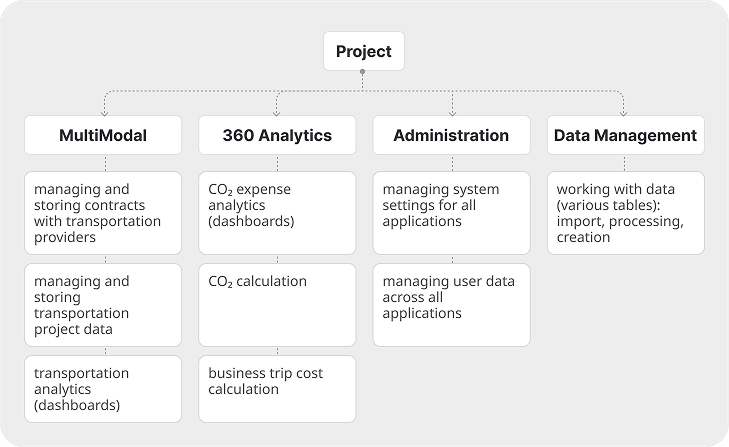 Project
MultiModal
360 Analytics
Administration
Data Management
managing and
storing contracts
with transportation
providers
CO₂ expense
analytics
(dashboards)
managing system
settings for all
applications
working with data
(various tables):
import, processing,
creation
managing and
storing
transportation
project data
CO₂ calculation
managing user data
across all
applications
transportation
analytics
(dashboards)
business trip cost
calculation